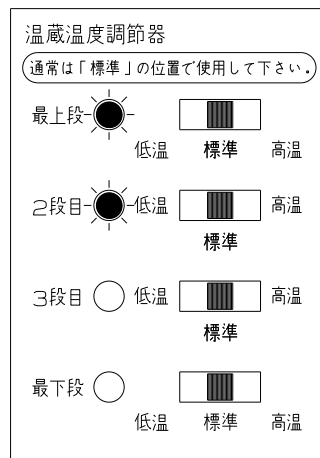 温蔵温度調節器
通常は「標準」の位置で使用して下さい。
最上段
低温 標準 高温
2段目 低温 高温
標準
3段目 低温 高温
標準
最下段
低温 標準 高温